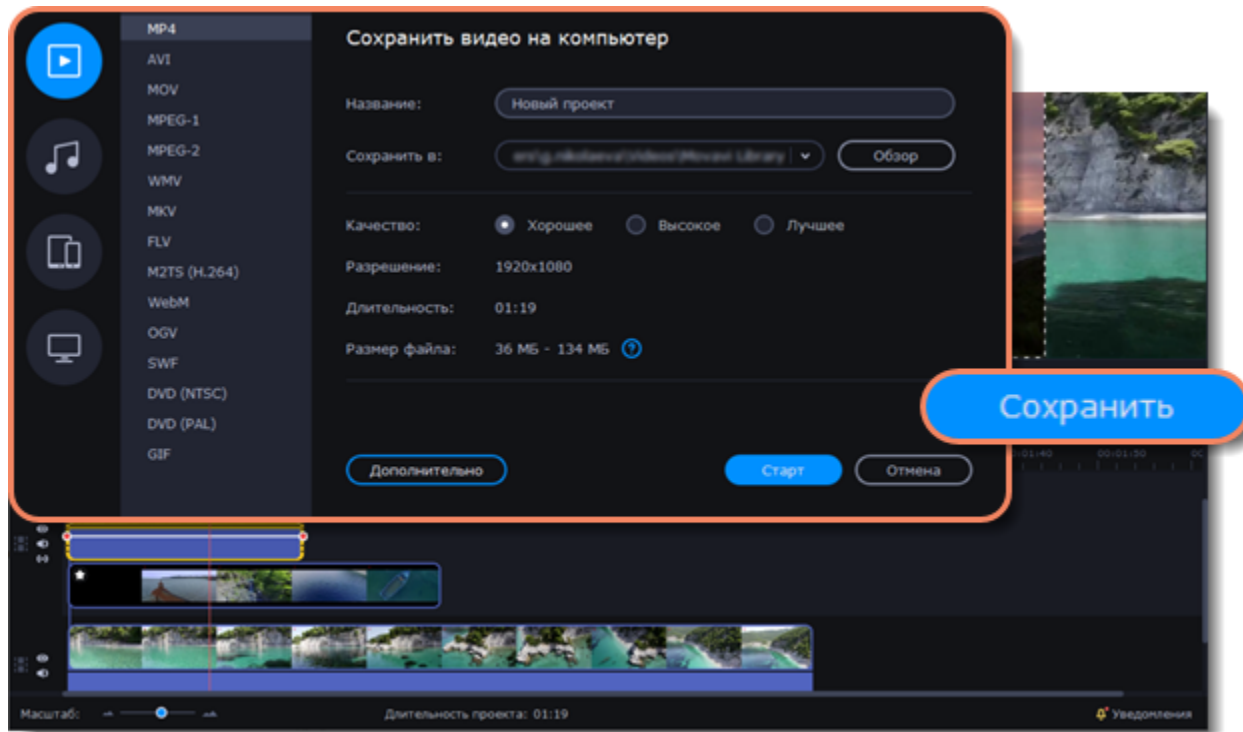 MP4
AVI
MOV
MPEG-1
MPEG-2
WMV
MKV
FLV
M2TS (H.264)
WebM
OGV
SWF
DVD (NTSC)
DVD (PAL)
GIF
Сохранить видео на компьютер
Название: Новый проект
Сохранить в: Обзор
Качество: Хорошее Высокое Лучшее
Разрешение: 1920x1080
Длительность: 01:19
Размер файла: 36 МБ - 134 МБ ?
Дополнительно Старт Отмена
Сохранить
00:01:50
Масштаб: Длительность проекта: 01:19 Уведомления